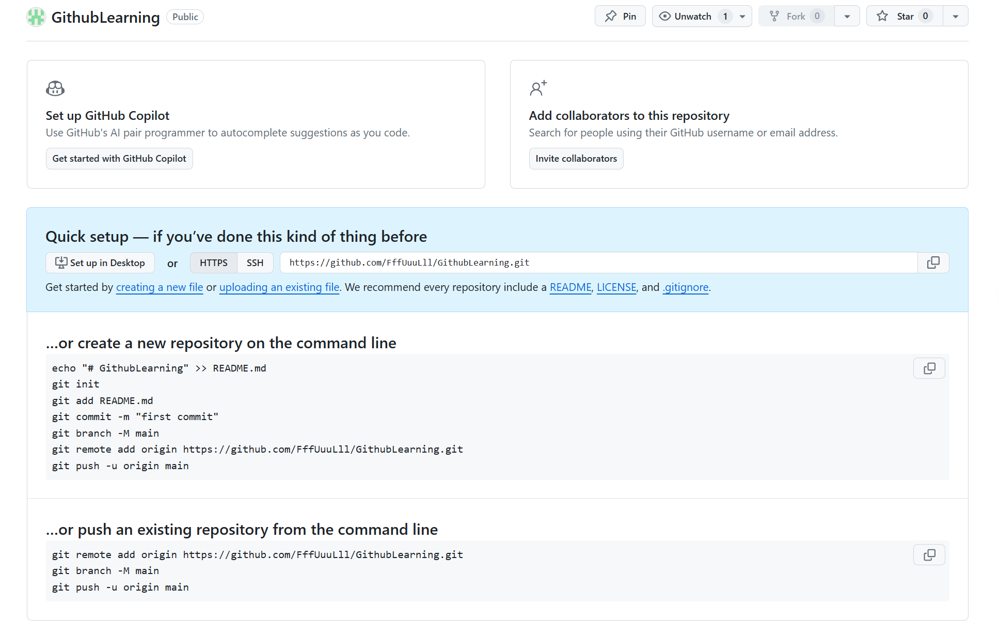 GithubLearning Public Pin Unwatch 1 Fork 0 Star 0
Set up GitHub Copilot
Use GitHub's AI pair programmer to autocomplete suggestions as you code.
Get started with GitHub Copilot
Add collaborators to this repository
Search for people using their GitHub username or email address.
Invite collaborators
Quick setup — if you’ve done this kind of thing before
Set up in Desktop or HTTPS SSH https://github.com/FffUuuLll/GithubLearning.git
Get started by creating a new file or uploading an existing file. We recommend every repository include a README, LICENSE, and .gitignore.
…or create a new repository on the command line
echo "# GithubLearning" >> README.md
git init
git add README.md
git commit -m "first commit"
git branch -M main
git remote add origin https://github.com/FffUuuLll/GithubLearning.git
git push -u origin main
…or push an existing repository from the command line
git remote add origin https://github.com/FffUuuLll/GithubLearning.git
git branch -M main
git push -u origin main